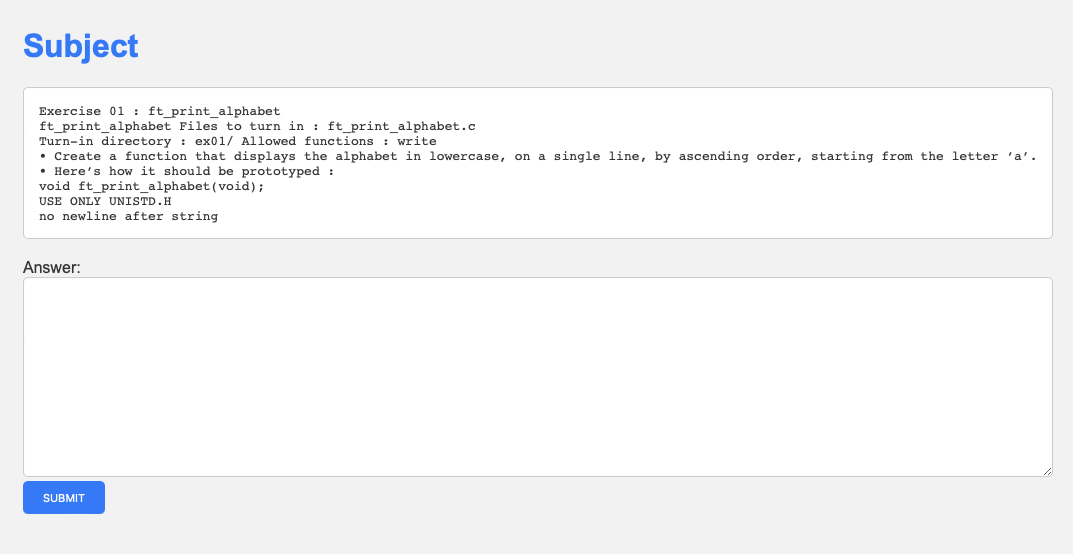 Subject
Exercise 01 : ft_print_alphabet
ft_print_alphabet Files to turn in : ft_print_alphabet.c
Turn-in directory : ex01/ Allowed functions : write
• Create a function that displays the alphabet in lowercase, on a single line, by ascending order, starting from the letter ’a’.
• Here’s how it should be prototyped :
void ft_print_alphabet(void);
USE ONLY UNISTD.H
no newline after string
Answer:
SUBMIT